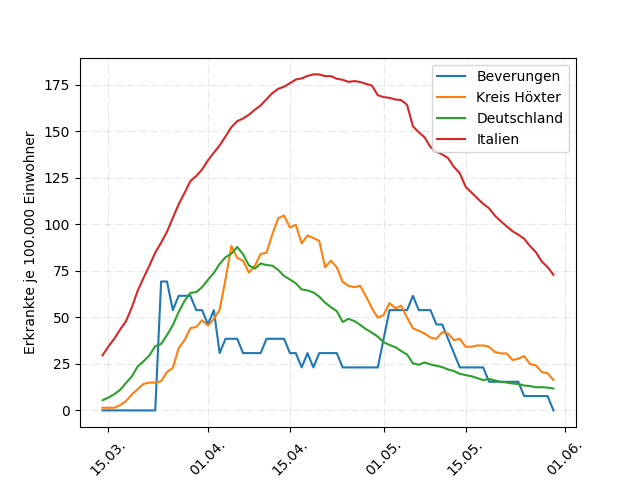 Beverungen
Kreis Höxter
Deutschland
Italien
Erkrankte je 100.000 Einwohner
175
150
125
100
75
50
25
0
15.03.
01.04.
15.04.
01.05.
15.05.
01.06.